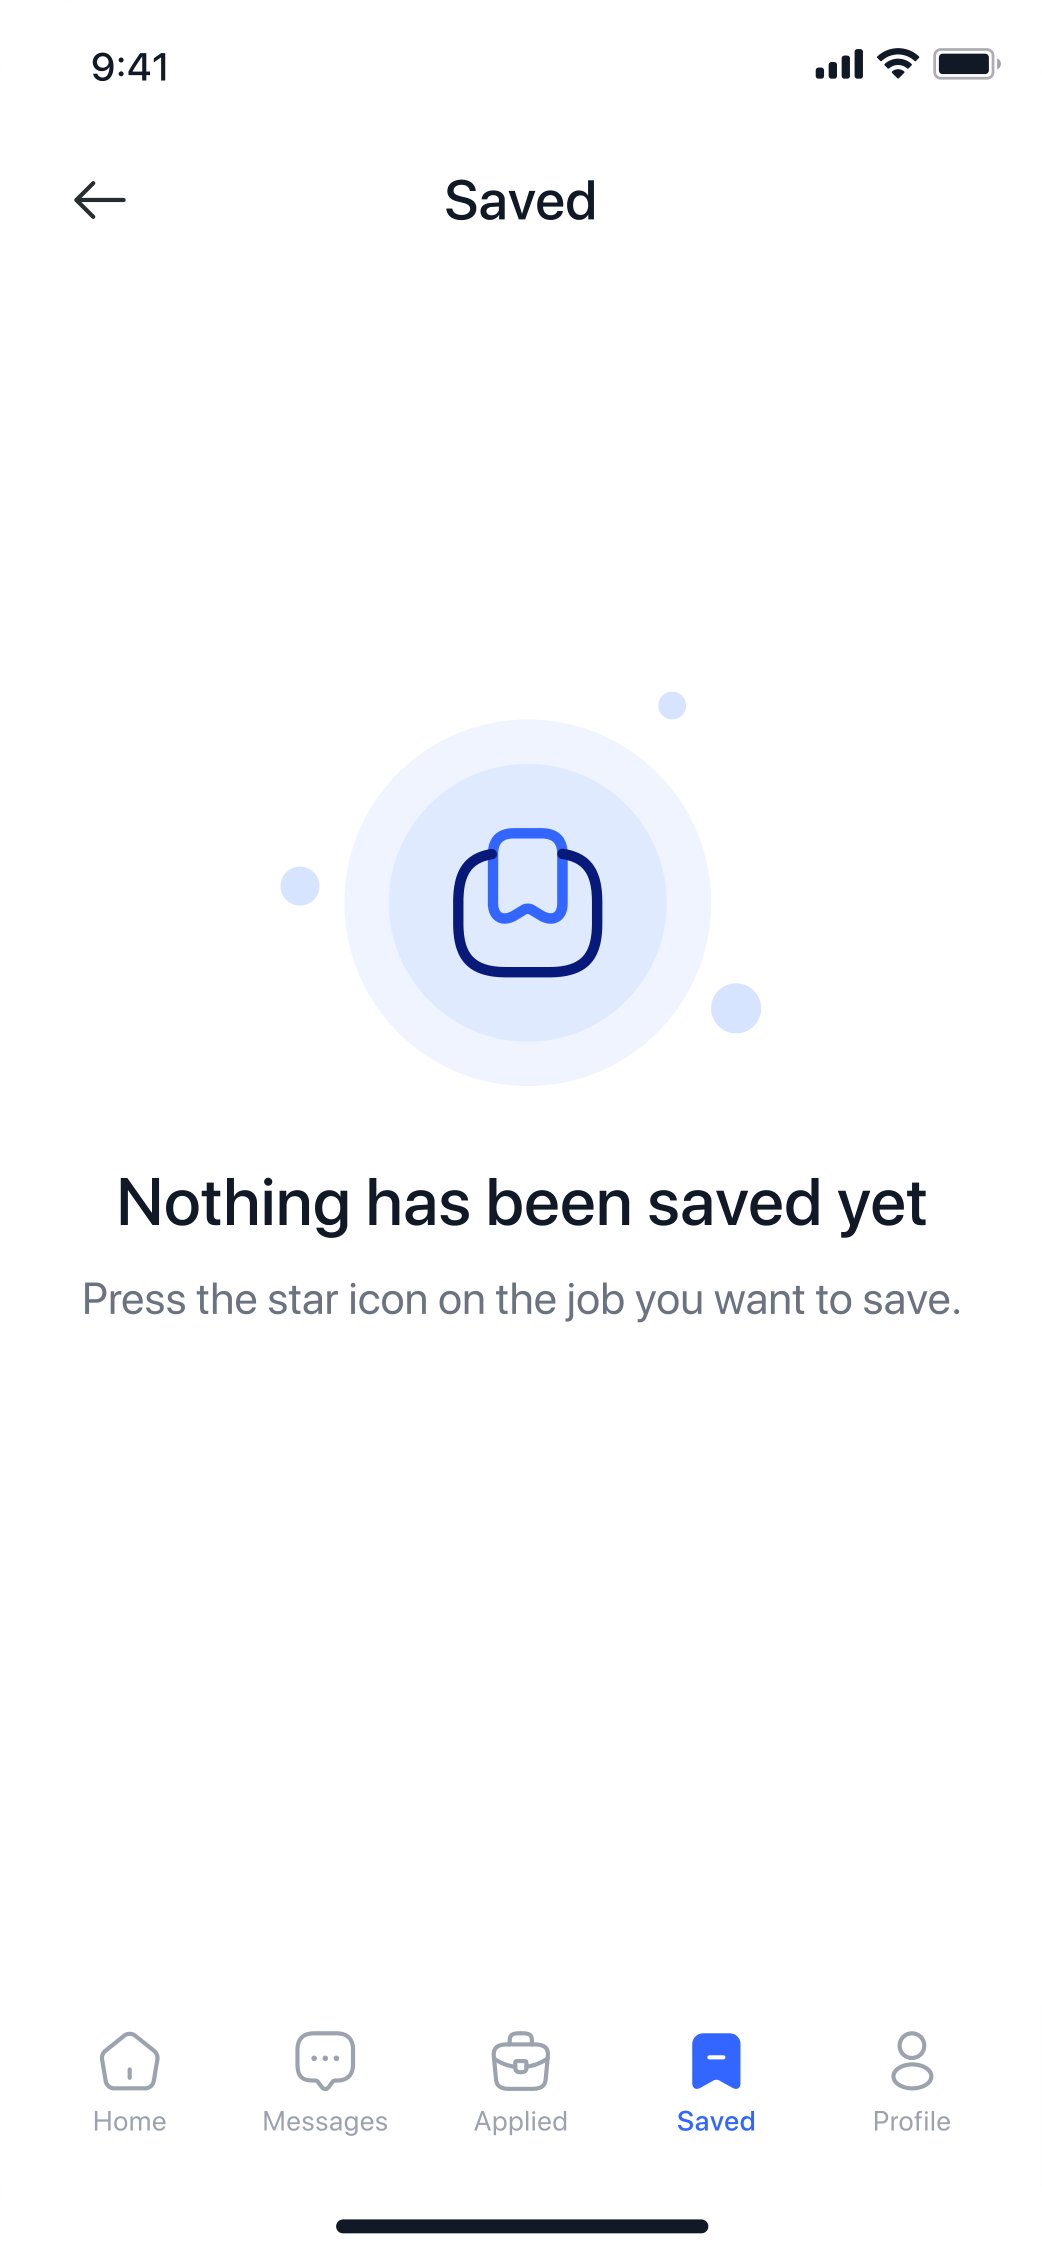 9:41
Saved
Nothing has been saved yet
Press the star icon on the job you want to save.
Home
Messages
Applied
Saved
Profile